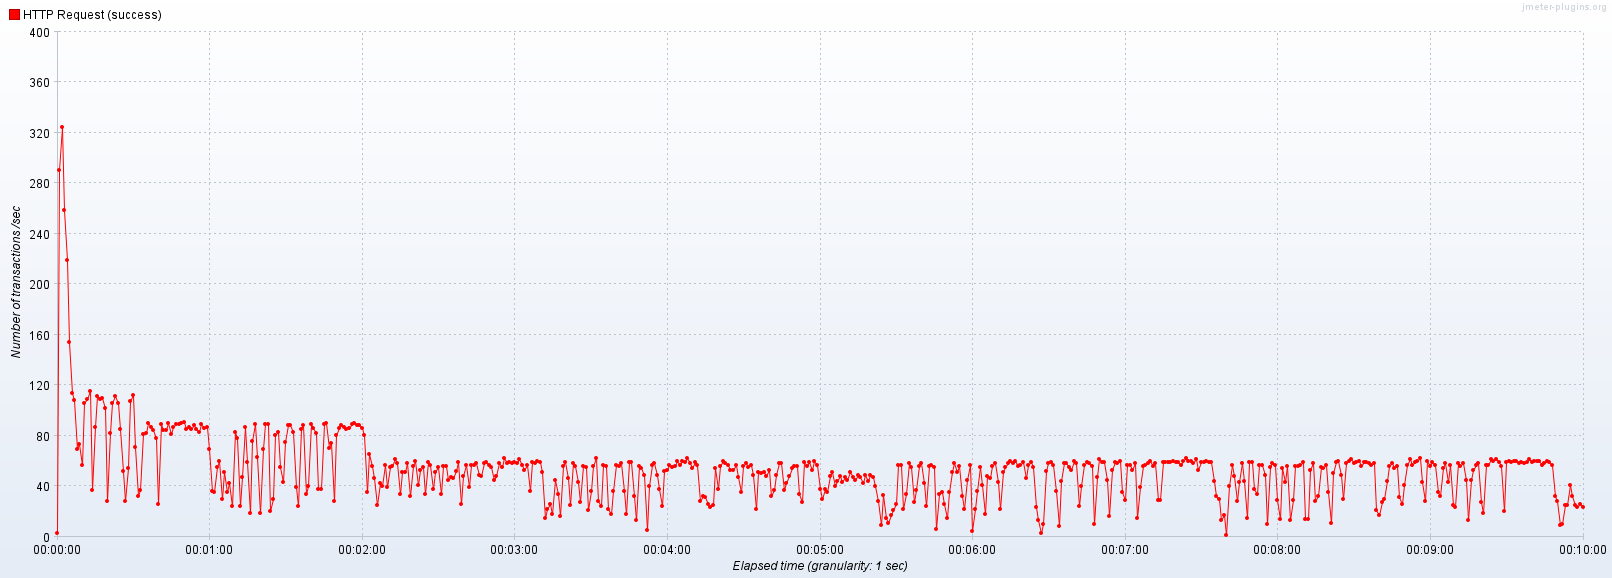 HTTP Request (success)
jmeter-plugins.org
400
360
320
280
240
200
160
120
80
40
0
Number of transactions /sec
00:00:00 00:01:00 00:02:00 00:03:00 00:04:00 00:05:00 00:06:00 00:07:00 00:08:00 00:09:00 00:10:00
Elapsed time (granularity: 1 sec)